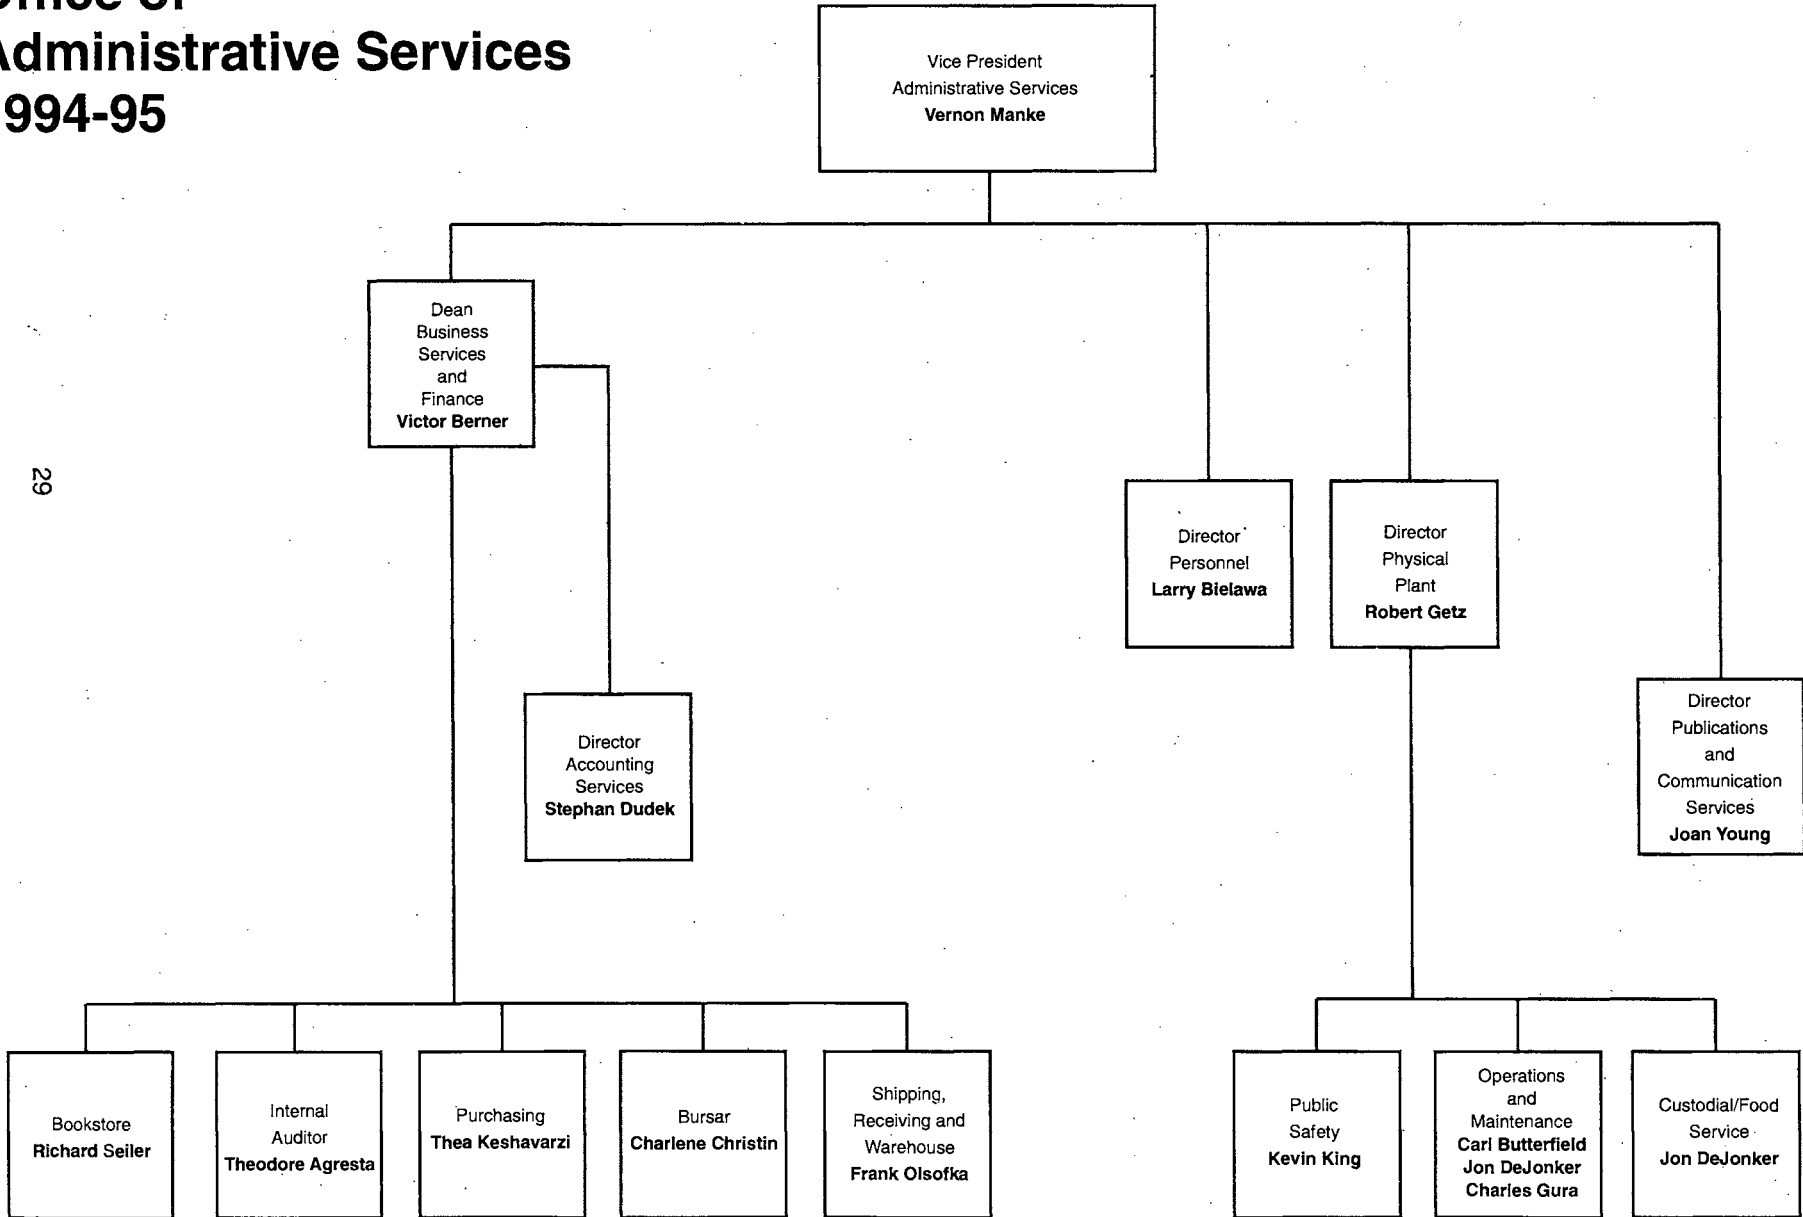 Office of
Administrative Services
1994-95
Vice President
Administrative Services
Vernon Manke
Dean
Business
Services
and
Finance
Victor Berner
29
Director
Personnel
Larry Bielawa
Director
Physical
Plant
Robert Getz
Director
Accounting
Services
Stephan Dudek
Director
Publications
and
Communication
Services
Joan Young
Bookstore
Richard Seiler
Internal
Auditor
Theodore Agresta
Purchasing
Thea Keshavarzi
Bursar
Charlene Christin
Shipping,
Receiving and
Warehouse
Frank Olsofka
Public
Safety
Kevin King
Operations
and
Maintenance
Carl Butterfield
Jon DeJonker
Charles Gura
Custodial/Food
Service
Jon DeJonker